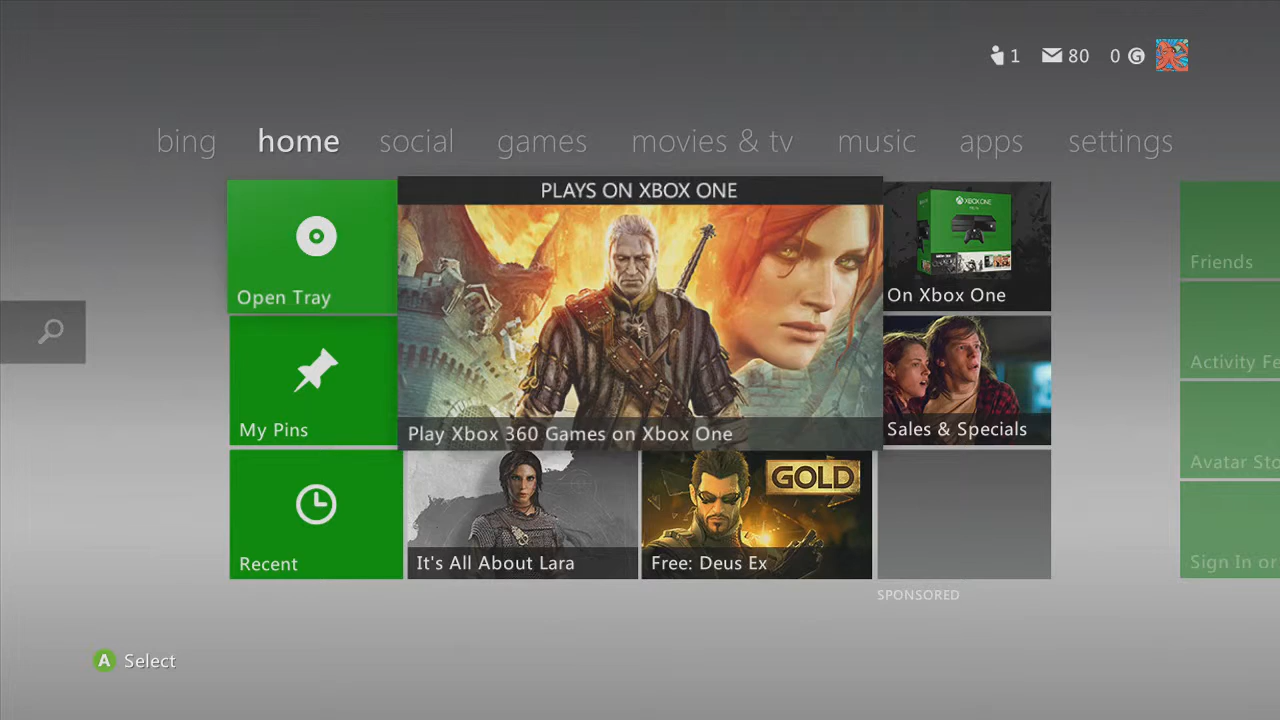 1 80 0 G
bing home social games movies & tv music apps settings
PLAYS ON XBOX ONE
Open Tray
XBOX ONE
On Xbox One
Friends
My Pins
Play Xbox 360 Games on Xbox One
Sales & Specials
Activity Fe
Recent
It's All About Lara
GOLD
Free: Deus Ex
Avatar Sto
Sign In or
SPONSORED
A Select